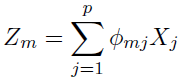 Z_m = \sum_{j=1}^{p} \phi_{mj} X_j